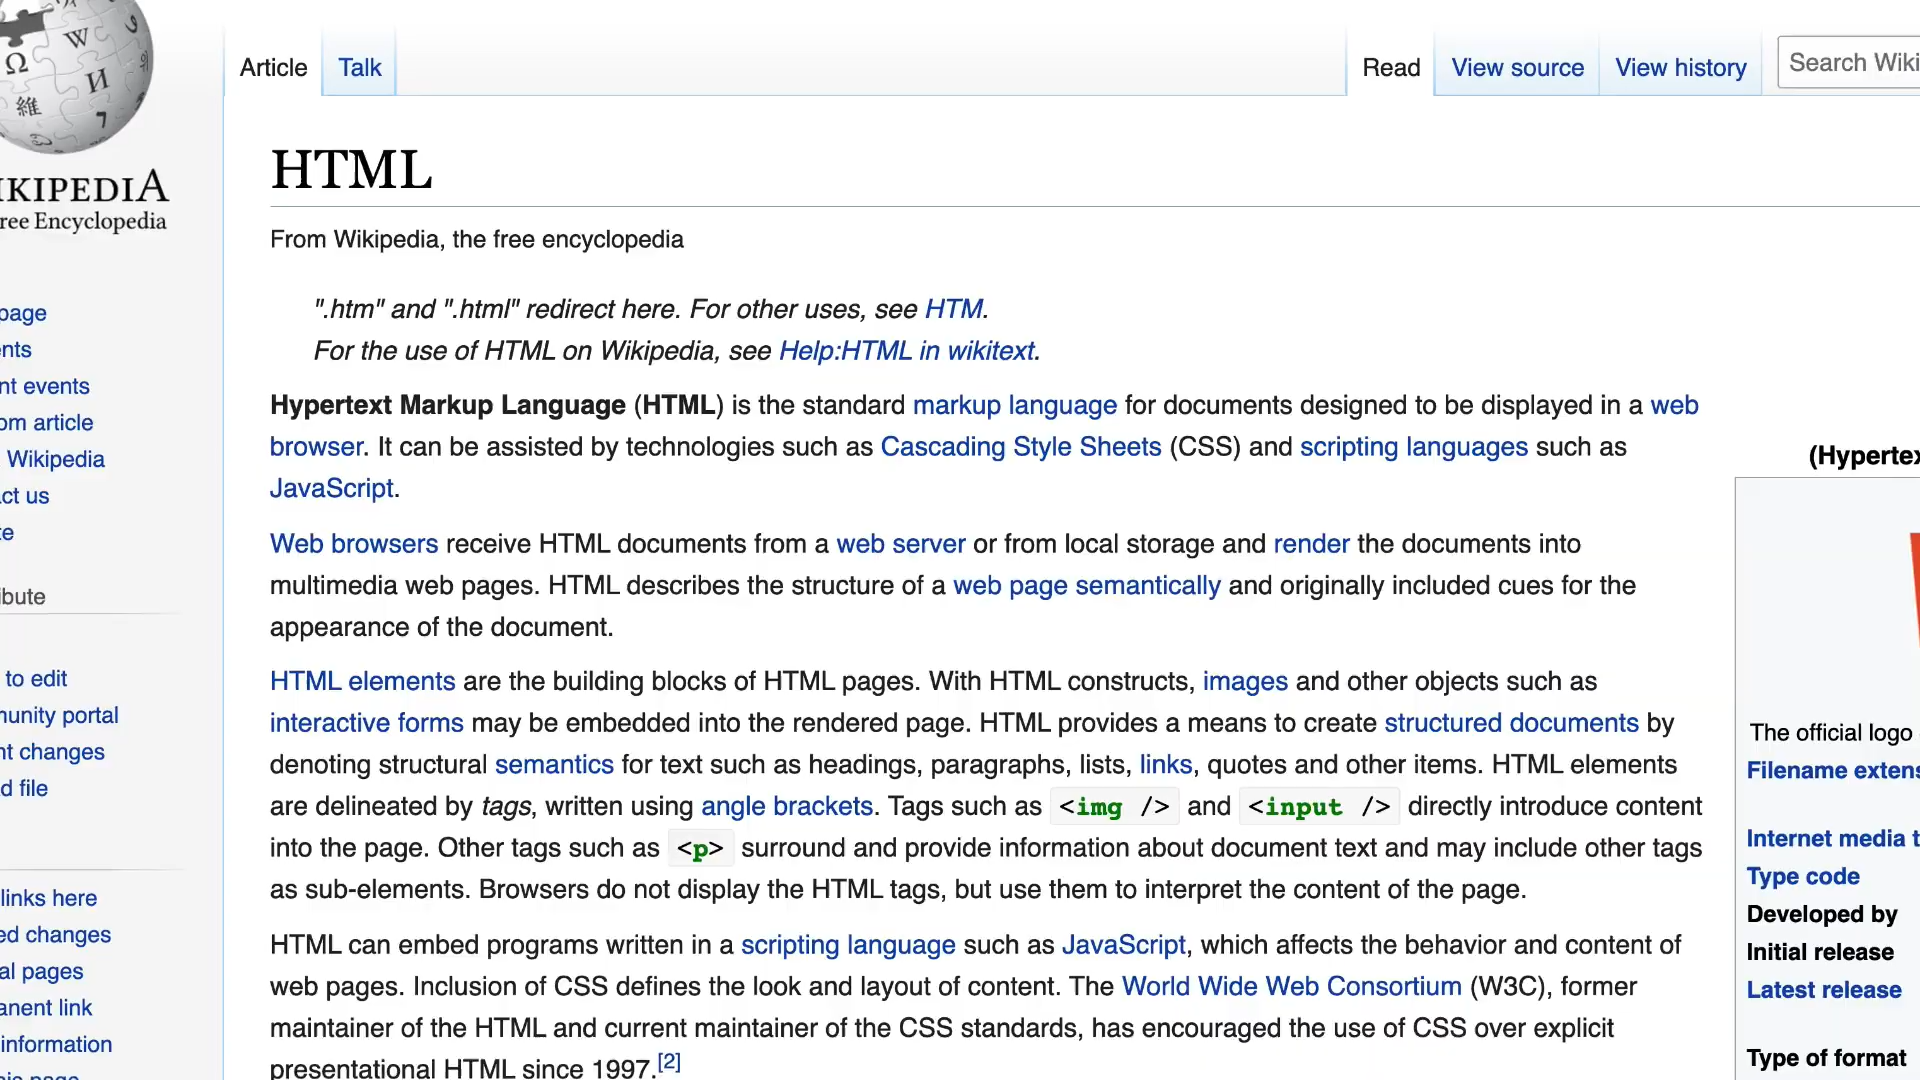 Article
Talk
Read
View source
View history
Search Wiki
IKIPEDIA
ree Encyclopedia
HTML
From Wikipedia, the free encyclopedia
".htm" and ".html" redirect here. For other uses, see HTM.
For the use of HTML on Wikipedia, see Help:HTML in wikitext.
Hypertext Markup Language (HTML) is the standard markup language for documents designed to be displayed in a web
browser. It can be assisted by technologies such as Cascading Style Sheets (CSS) and scripting languages such as
JavaScript.
Web browsers receive HTML documents from a web server or from local storage and render the documents into
multimedia web pages. HTML describes the structure of a web page semantically and originally included cues for the
appearance of the document.
HTML elements are the building blocks of HTML pages. With HTML constructs, images and other objects such as
interactive forms may be embedded into the rendered page. HTML provides a means to create structured documents by
denoting structural semantics for text such as headings, paragraphs, lists, links, quotes and other items. HTML elements
are delineated by tags, written using angle brackets. Tags such as <img /> and <input /> directly introduce content
into the page. Other tags such as <p> surround and provide information about document text and may include other tags
as sub-elements. Browsers do not display the HTML tags, but use them to interpret the content of the page.
HTML can embed programs written in a scripting language such as JavaScript, which affects the behavior and content of
web pages. Inclusion of CSS defines the look and layout of content. The World Wide Web Consortium (W3C), former
maintainer of the HTML and current maintainer of the CSS standards, has encouraged the use of CSS over explicit
presentational HTML since 1997.[2]
page
nts
nt events
om article
Wikipedia
ct us
te
ibute
to edit
munity portal
nt changes
d file
links here
ed changes
al pages
anent link
information
(Hypertex
The official logo
Filename extens
Internet media t
Type code
Developed by
Initial release
Latest release
Type of format